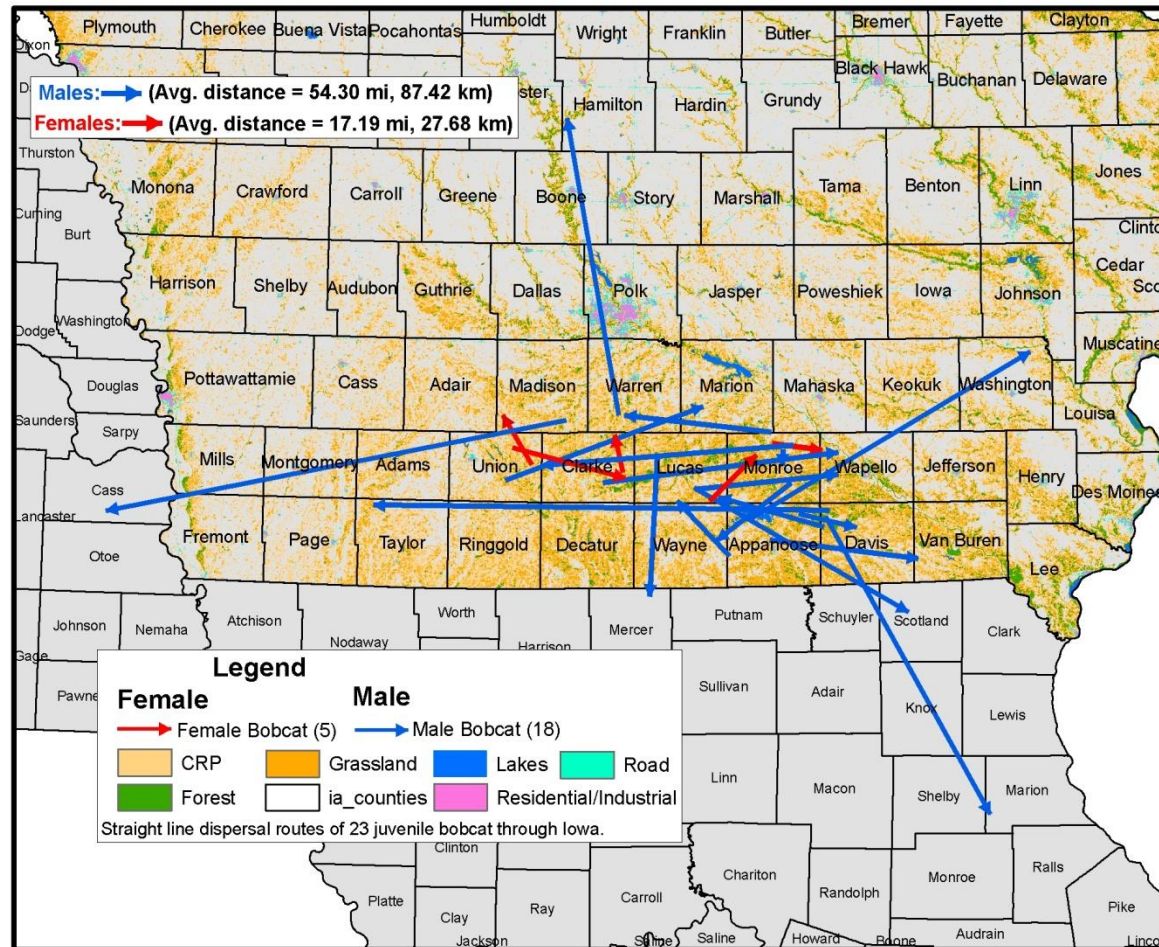 Humboldt
Plymouth Cherokee Buena Vista Pocahontas Wright Franklin Butler Bremer Fayette Clayton
Dixon
Black Hawk Buchanan Delaware
Males: (Avg. distance = 54.30 mi, 87.42 km)
ster Hamilton Hardin Grundy
Females: (Avg. distance = 17.19 mi, 27.68 km)
Thurston
Monona Crawford Carroll Greene Boone Story Marshall Tama Benton Linn Jones
Cuming
Burt
Clinto
Harrison Shelby Audubon Guthrie Dallas Polk Jasper Poweshiek Iowa Johnson Cedar
Sco
Dodge Washington
Muscatine
Douglas
Pottawattamie Cass Adair Madison Warren Marion Mahaska Keokuk Washington
Saunders
Sarpy
Louisa
Mills Montgomery Adams Union Clarke Lucas Monroe Wapello Jefferson Henry
Cass
Des Moines
Lancaster
Otoe
Fremont Page Taylor Ringgold Decatur Wayne Appanoose Davis Van Buren
Lee
Johnson Nemaha Atchison Nodaway Worth Harrison Mercer Putnam Schuyler Scotland Clark
Gage
Pawne
Sullivan Adair Knox Lewis
Legend
Female Male
Female Bobcat (5) Male Bobcat (18)
CRP Grassland Lakes Road
Forest ia_counties Residential/Industrial
Straight line dispersal routes of 23 juvenile bobcat through Iowa.
Linn Macon Shelby Marion
Clinton
Platte Clay Ray Carroll Chariton Randolph Monroe Ralls
Pike
Jackson Saline Saline Howard Boone Audrain Linco